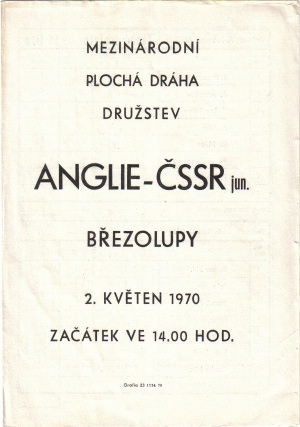 MEZINÁRODNÍ
PLOCHÁ DRÁHA
DRUŽSTEV
ANGLIE-ČSSR jun.
BŘEZOLUPY
2. KVĚTEN 1970
ZAČÁTEK VE 14.00 HOD.